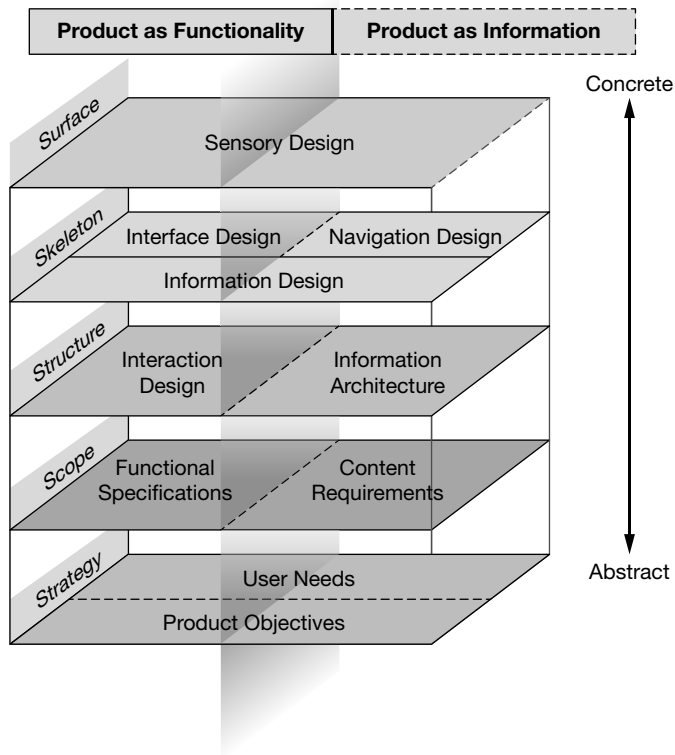 Product as Functionality
Product as Information
Concrete
Surface
Sensory Design
Skeleton
Interface Design
Navigation Design
Information Design
Structure
Interaction
Design
Information
Architecture
Scope
Functional
Specifications
Content
Requirements
Strategy
User Needs
Product Objectives
Abstract